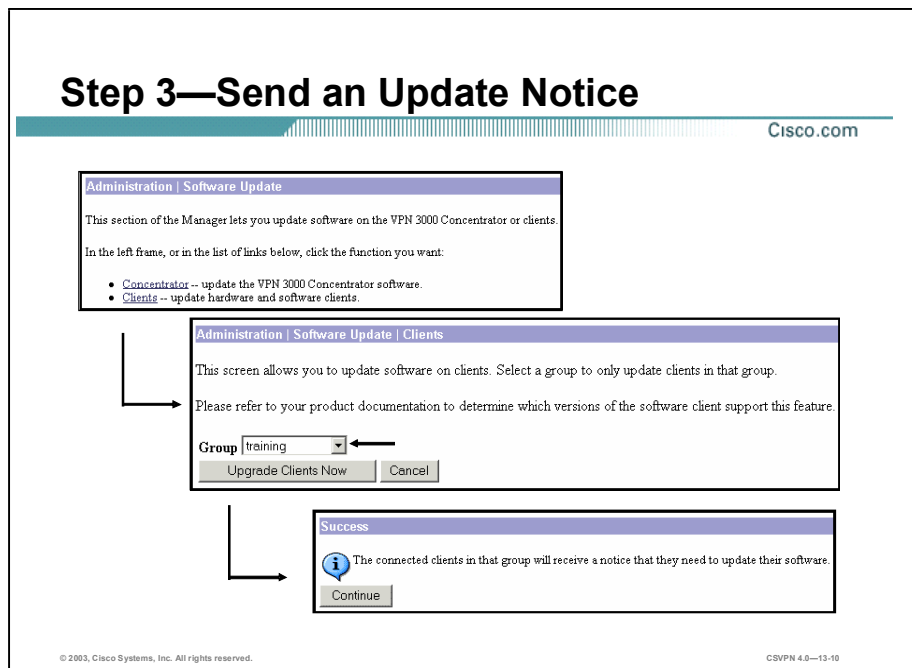 Step 3—Send an Update Notice
Cisco.com
Administration | Software Update
This section of the Manager lets you update software on the VPN 3000 Concentrator or clients.
In the left frame, or in the list of links below, click the function you want:
• Concentrator -- update the VPN 3000 Concentrator software.
• Clients -- update hardware and software clients.
Administration | Software Update | Clients
This screen allows you to update software on clients. Select a group to only update clients in that group.
Please refer to your product documentation to determine which versions of the software client support this feature.
Group training
Upgrade Clients Now Cancel
Success
The connected clients in that group will receive a notice that they need to update their software.
Continue
© 2003, Cisco Systems, Inc. All rights reserved.
CSVPN 4.0—13-10